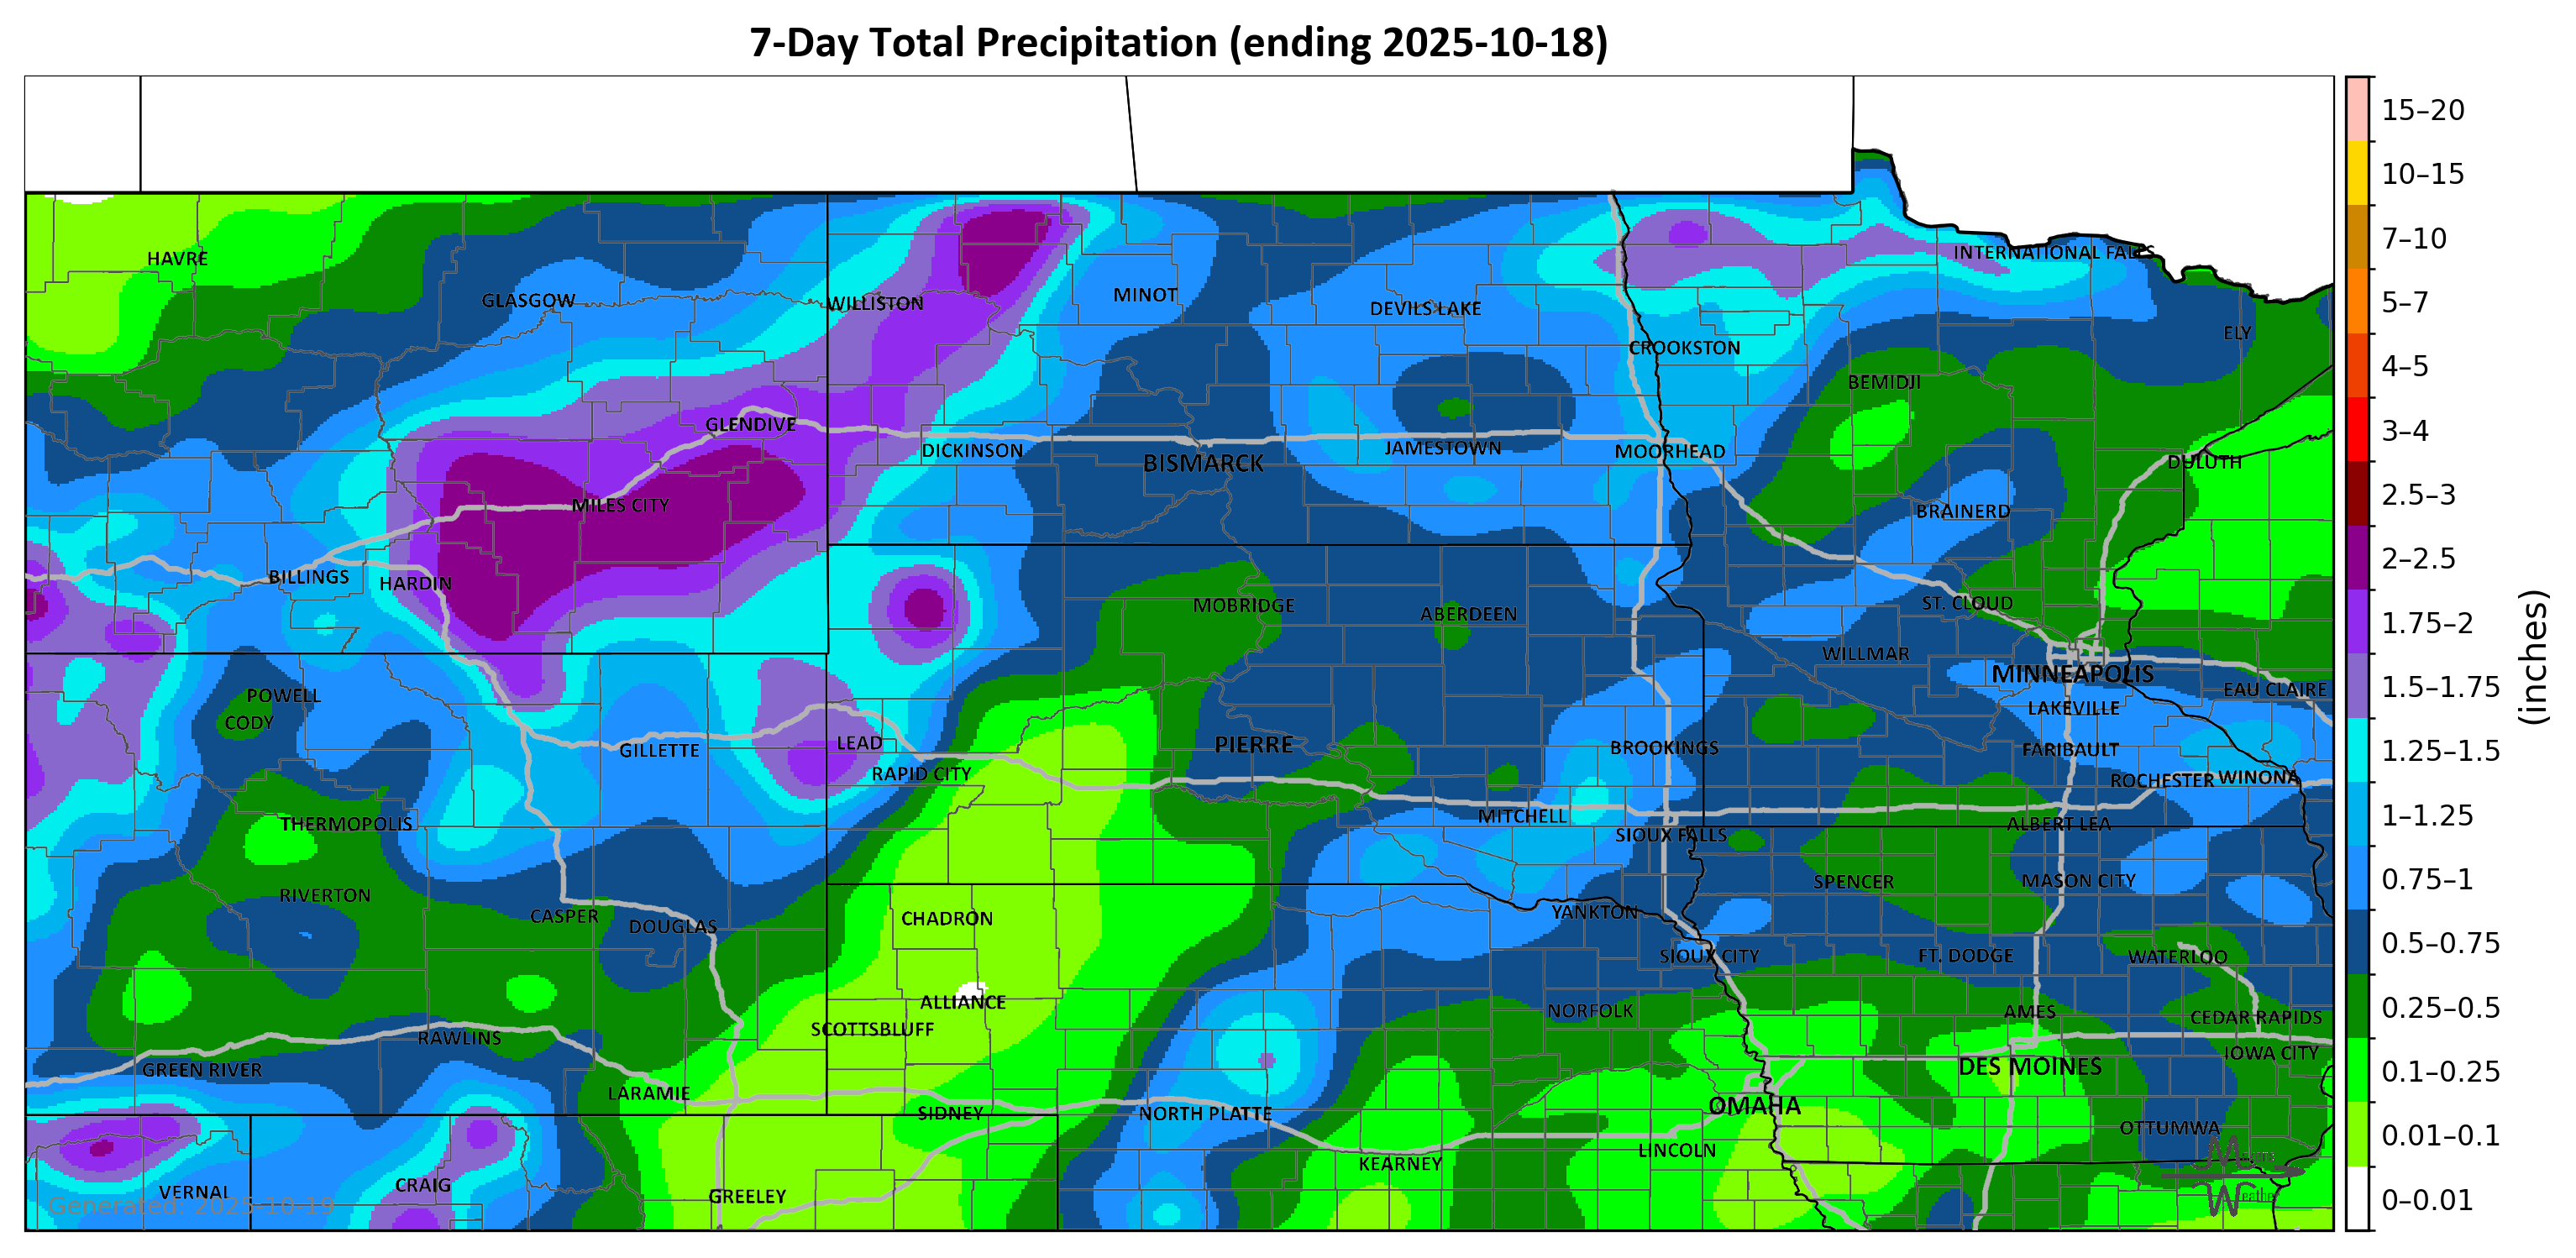 7-Day Total Precipitation (ending 2025-10-18)
HAVRE
GLASGOW
WILLISTON
MINOT
DEVILS LAKE
INTERNATIONAL FALLS
ELY
CROOKSTON
BEMIDJI
GLENDIVE
DICKINSON
BISMARCK
JAMESTOWN
MOORHEAD
DULUTH
MILES CITY
BRAINERD
BILLINGS
HARDIN
MOBRIDGE
ABERDEEN
ST. CLOUD
WILLMAR
MINNEAPOLIS
EAU CLAIRE
POWELL
CODY
LAKEVILLE
GILLETTE
LEAD
PIERRE
BROOKINGS
FARIBAULT
RAPID CITY
ROCHESTER
WINONA
THERMOPOLIS
MITCHELL
SIOUX FALLS
ALBERT LEA
RIVERTON
SPENCER
MASON CITY
CASPER
DOUGLAS
CHADRON
YANKTON
SIOUX CITY
FT. DODGE
WATERLOO
ALLIANCE
SCOTTSBLUFF
NORFOLK
AMES
CEDAR RAPIDS
RAWLINS
GREEN RIVER
IOWA CITY
DES MOINES
LARAMIE
SIDNEY
NORTH PLATTE
OMAHA
OTTUMWA
KEARNEY
LINCOLN
VERNAL
CRAIG
GREELEY
Generated: 2025-10-19
15–20
10–15
7–10
5–7
4–5
3–4
2.5–3
2–2.5
1.75–2
1.5–1.75
1.25–1.5
1–1.25
0.75–1
0.5–0.75
0.25–0.5
0.1–0.25
0.01–0.1
0–0.01
(inches)